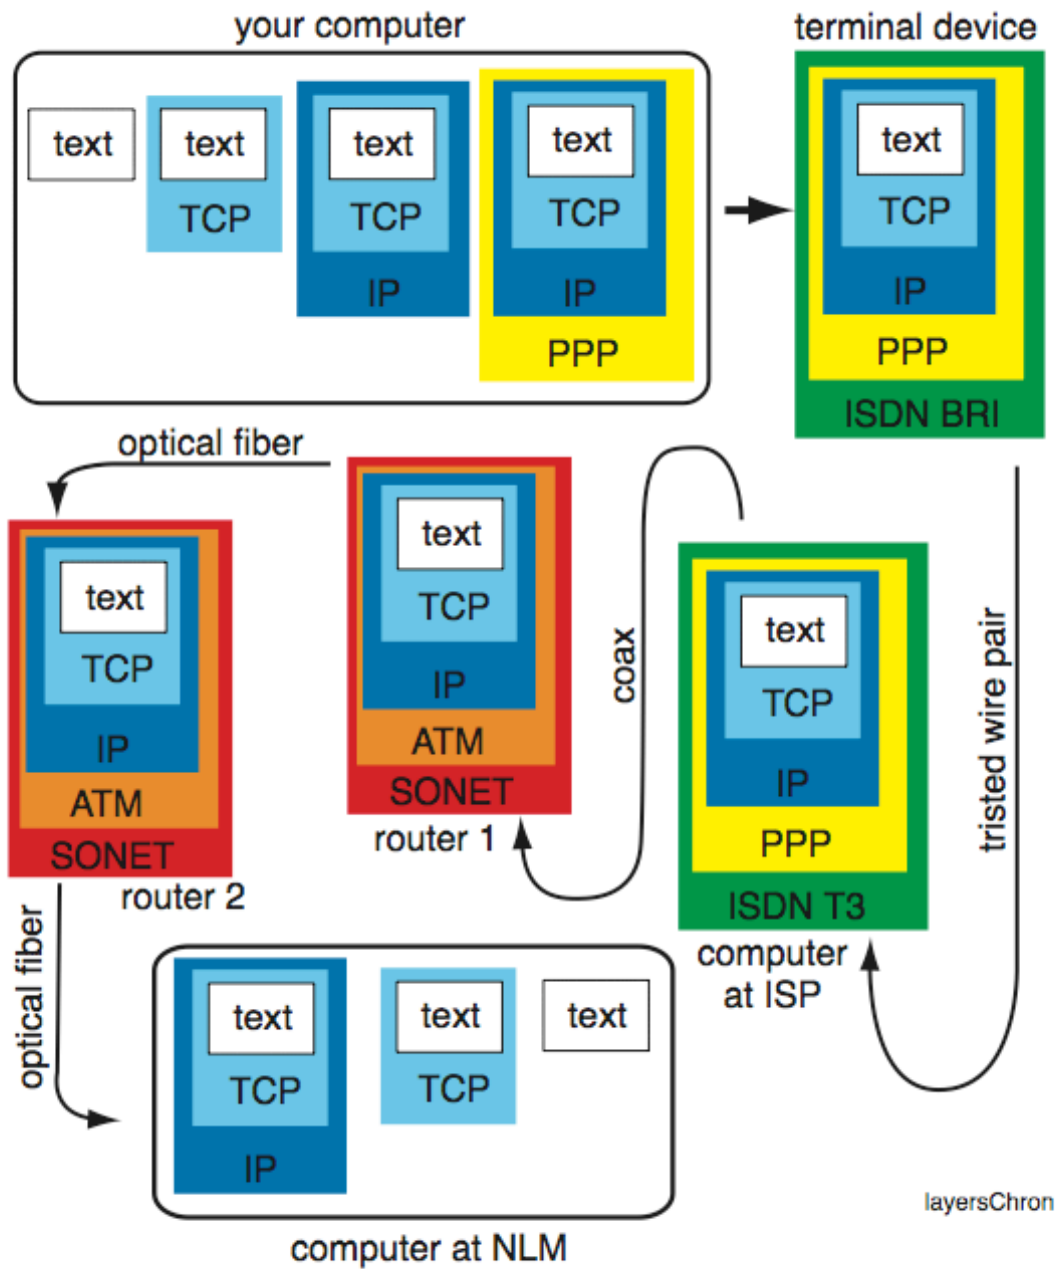 your computer
text
text
TCP
text
TCP
IP
text
TCP
IP
PPP
terminal device
text
TCP
IP
PPP
ISDN BRI
tristed wire pair
text
TCP
IP
PPP
ISDN T3
computer
at ISP
coax
text
TCP
IP
ATM
SONET
router 1
optical fiber
text
TCP
IP
ATM
SONET
router 2
optical fiber
text
TCP
IP
text
TCP
text
computer at NLM
layersChron